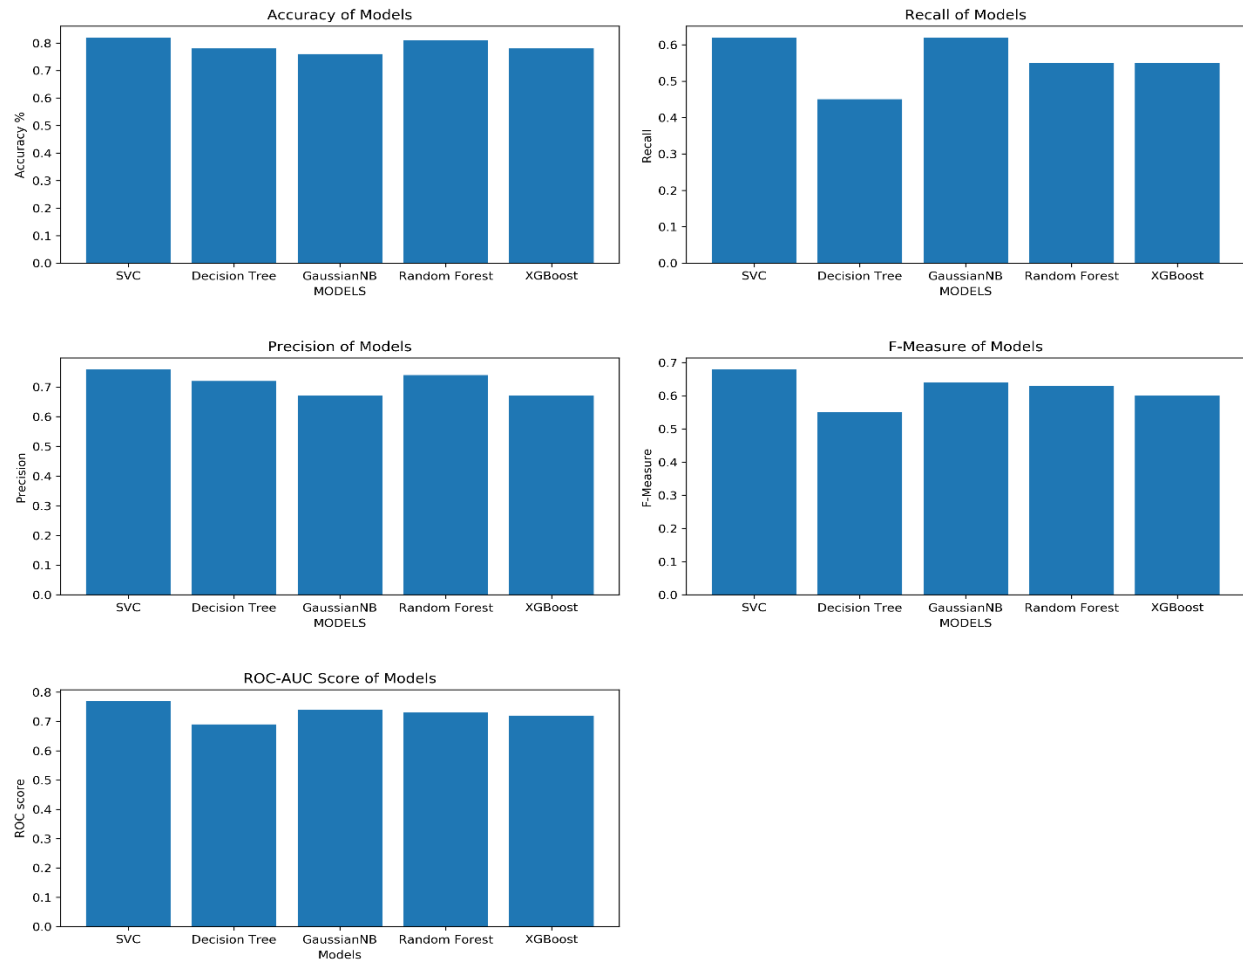 Accuracy of Models
Accuracy %
0.8
0.7
0.6
0.5
0.4
0.3
0.2
0.1
0.0
SVC Decision Tree GaussianNB Random Forest XGBoost
MODELS
Recall of Models
Recall
0.6
0.5
0.4
0.3
0.2
0.1
0.0
SVC Decision Tree GaussianNB Random Forest XGBoost
MODELS
Precision of Models
Precision
0.7
0.6
0.5
0.4
0.3
0.2
0.1
0.0
SVC Decision Tree GaussianNB Random Forest XGBoost
MODELS
F-Measure of Models
F-Measure
0.7
0.6
0.5
0.4
0.3
0.2
0.1
0.0
SVC Decision Tree GaussianNB Random Forest XGBoost
MODELS
ROC-AUC Score of Models
ROC score
0.8
0.7
0.6
0.5
0.4
0.3
0.2
0.1
0.0
SVC Decision Tree GaussianNB Random Forest XGBoost
Models